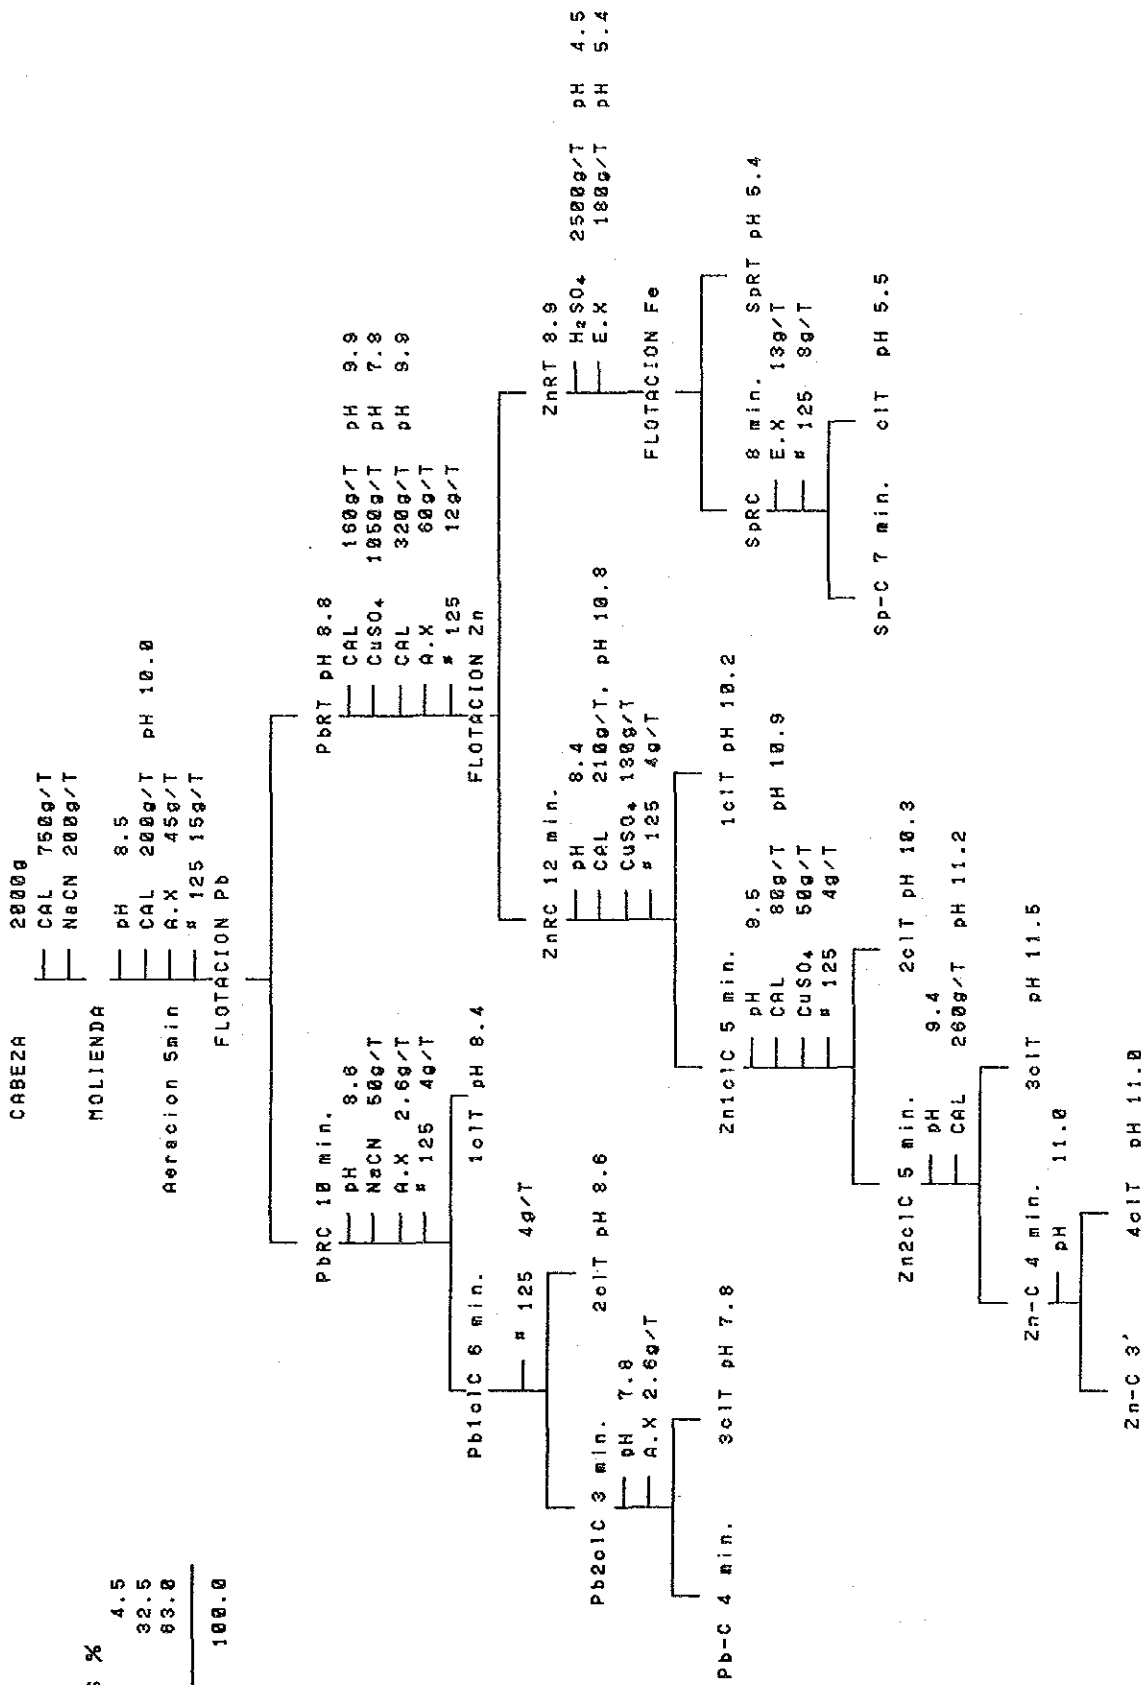 CABEZA 2000g
CAL 750g/T
NaCN 200g/T
MOLIENDA
pH 8.5
CAL 200g/T pH 10.0
Aeracion 5min
A.X 45g/T
# 125 15g/T
FLOTACION Pb
s %
4.5
32.5
63.0
100.0
PbRC 10 min.
pH 8.6
NaCN 50g/T
A.X 2.6g/T
# 125 4g/T
Pb1clC 6 min.
1clT pH 8.4
# 125 4g/T
Pb2clC 3 min.
2clT pH 8.6
pH 7.8
A.X 2.6g/T
Pb-C 4 min.
3clT pH 7.8
PbRT pH 8.8
CAL 160g/T pH 9.9
CuSO₄ 1050g/T pH 7.8
CAL 320g/T pH 9.9
A.X 60g/T
# 125 12g/T
FLOTACION Zn
ZnRC 12 min.
pH 8.4
CAL 210g/T, pH 10.8
CuSO₄ 130g/T
# 125 4g/T
Zn1clC 5 min.
1clT pH 10.2
pH 9.5
CAL 80g/T pH 10.9
CuSO₄ 50g/T
# 125 4g/T
Zn2clC 5 min.
2clT pH 10.3
pH 9.4
CAL 260g/T pH 11.2
Zn-C 4 min.
3clT pH 11.5
pH 11.0
Zn-C 3'
4clT pH 11.0
ZnRT 8.9
H₂SO₄ 2500g/T pH 4.5
E.X 180g/T pH 5.4
FLOTACION Fe
SpRC 8 min.
SpRT pH 5.4
E.X 13g/T
# 125 8g/T
Sp-C 7 min.
clT pH 5.5